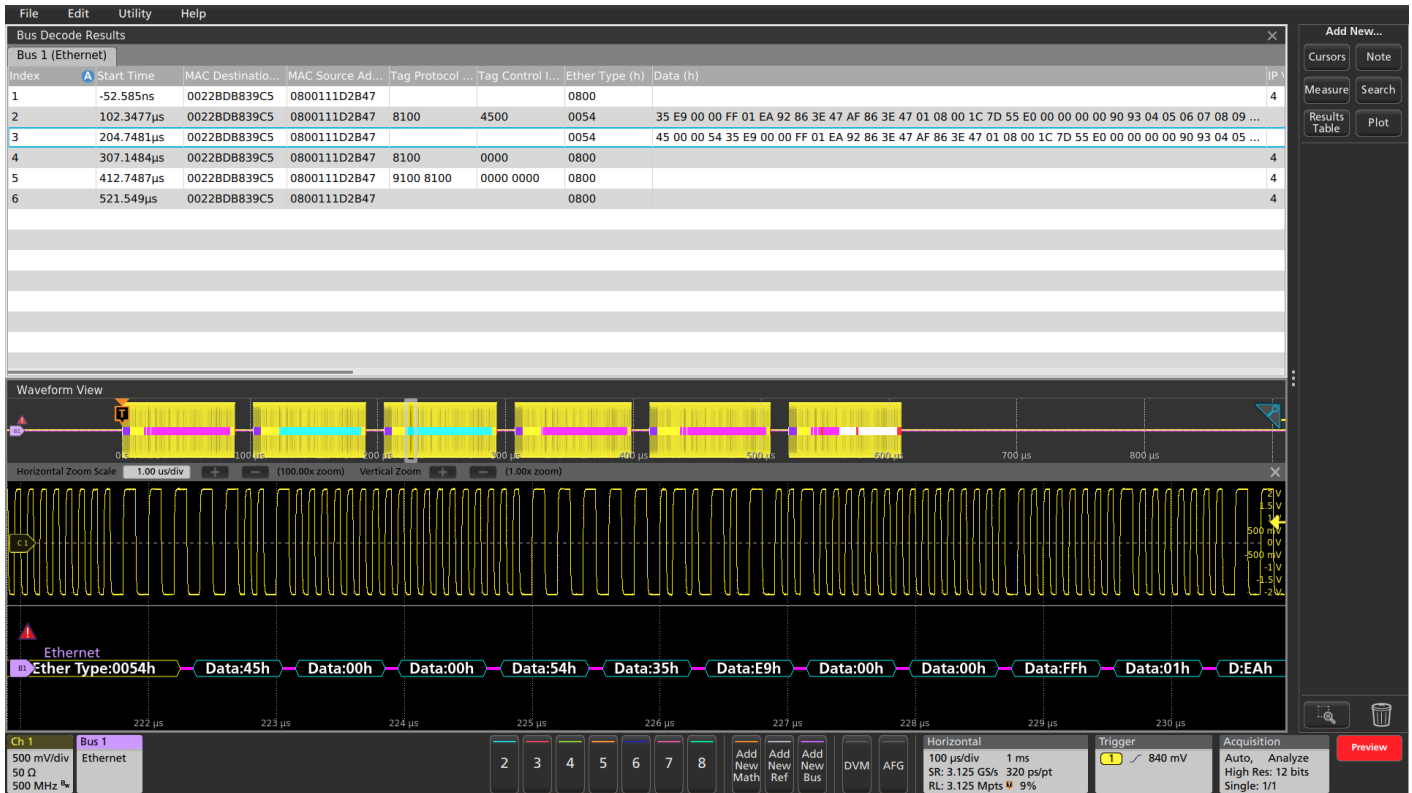 File Edit Utility Help
Bus Decode Results
Bus 1 (Ethernet)
Index A Start Time MAC Destinatio... MAC Source Ad... Tag Protocol ... Tag Control I... Ether Type (h) Data (h) IP
1 -52.585ns 0022BDB839C5 0800111D2B47 0800 4
2 102.3477µs 0022BDB839C5 0800111D2B47 8100 4500 0054 35 E9 00 00 FF 01 EA 92 86 3E 47 AF 86 3E 47 01 08 00 1C 7D 55 E0 00 00 00 00 90 93 04 05 06 07 08 09 ...
3 204.7481µs 0022BDB839C5 0800111D2B47 0054 45 00 00 54 35 E9 00 00 FF 01 EA 92 86 3E 47 AF 86 3E 47 01 08 00 1C 7D 55 E0 00 00 00 00 90 93 04 05 ...
4 307.1484µs 0022BDB839C5 0800111D2B47 8100 0000 0800 4
5 412.7487µs 0022BDB839C5 0800111D2B47 9100 8100 0000 0000 0800 4
6 521.549µs 0022BDB839C5 0800111D2B47 0800 4
Waveform View
T
B1
0 s 100 µs 200 µs 300 µs 400 µs 500 µs 600 µs 700 µs 800 µs
Horizontal Zoom Scale 1.00 us/div + − (100.00x zoom) Vertical Zoom + − (1.00x zoom)
2 V
1.5 V
1 V
500 mV
C1 0 V
-500 mV
-1 V
-1.5 V
-2 V
Ethernet
B1 Ether Type:0054h Data:45h Data:00h Data:00h Data:54h Data:35h Data:E9h Data:00h Data:00h Data:FFh Data:01h D:EAh
222 µs 223 µs 224 µs 225 µs 226 µs 227 µs 228 µs 229 µs 230 µs
Add New...
Cursors Note
Measure Search
Results Table Plot
Ch 1
500 mV/div
50 Ω
500 MHz Bw
Bus 1
Ethernet
2 3 4 5 6 7 8
Add New Math
Add New Ref
Add New Bus
DVM AFG
Horizontal
100 µs/div 1 ms
SR: 3.125 GS/s 320 ps/pt
RL: 3.125 Mpts 9%
Trigger
1 840 mV
Acquisition
Auto, Analyze
High Res: 12 bits
Single: 1/1
Preview